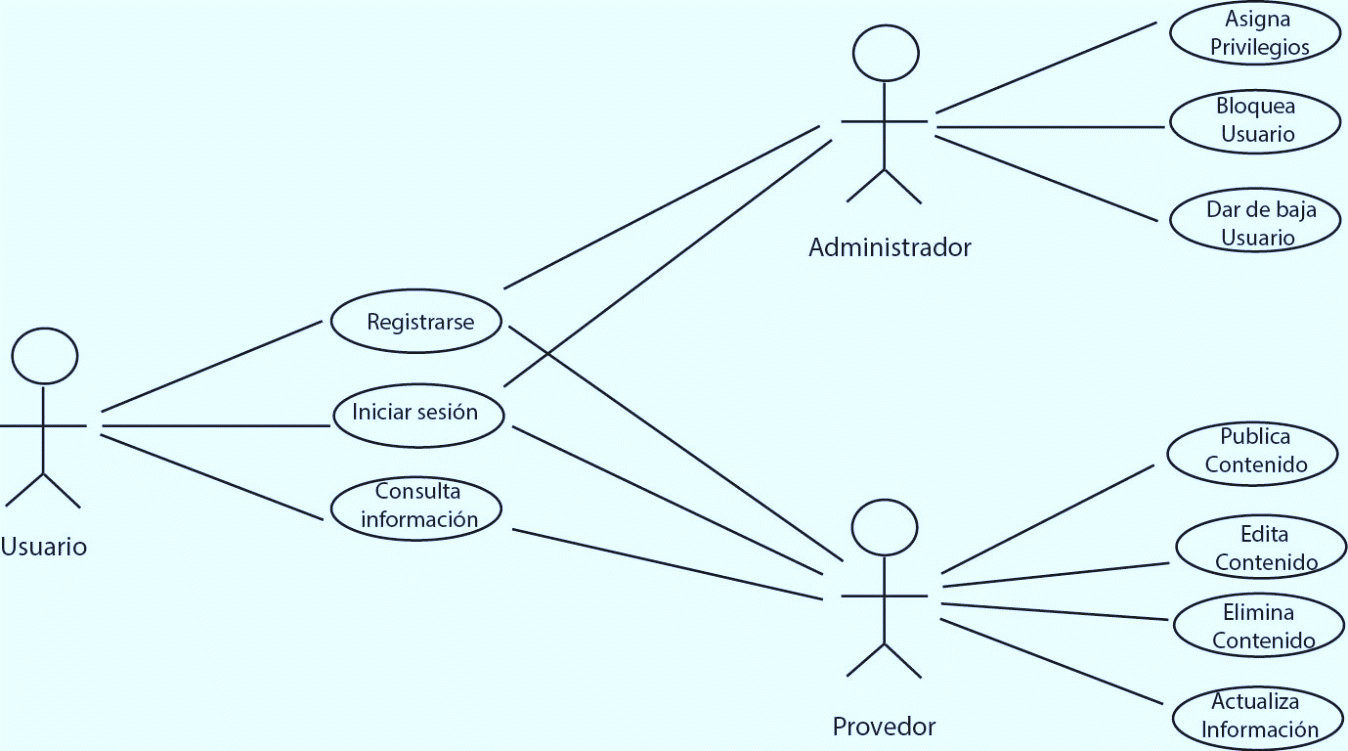 Asigna
Privilegios
Bloquea
Usuario
Dar de baja
Usuario
Administrador
Registrarse
Iniciar sesión
Consulta
información
Usuario
Publica
Contenido
Edita
Contenido
Elimina
Contenido
Actualiza
Información
Provedor